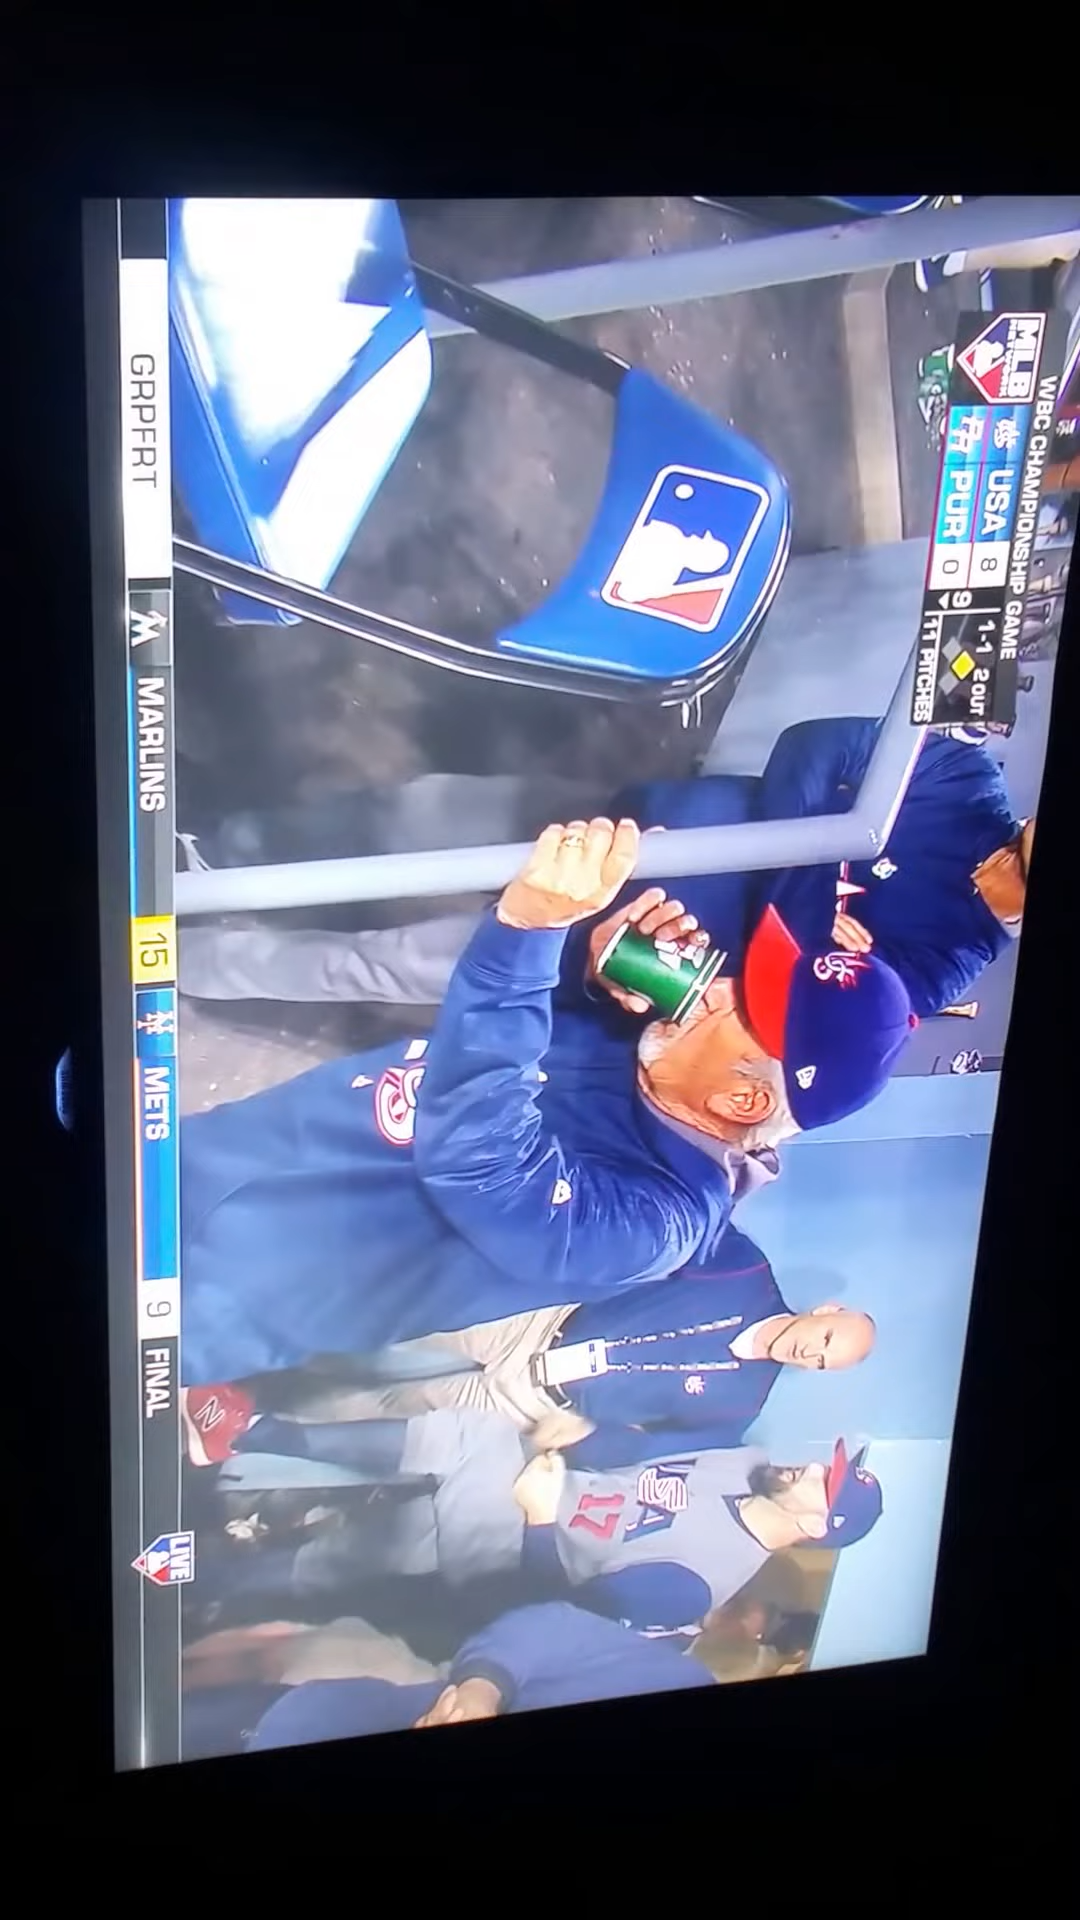 WBC CHAMPIONSHIP GAME
MLB
USA 8
PUR 0
9
1-1 2 OUT
11 PITCHES
US
17
N
GRPFRT MARLINS 15 METS 9 FINAL
LIVE